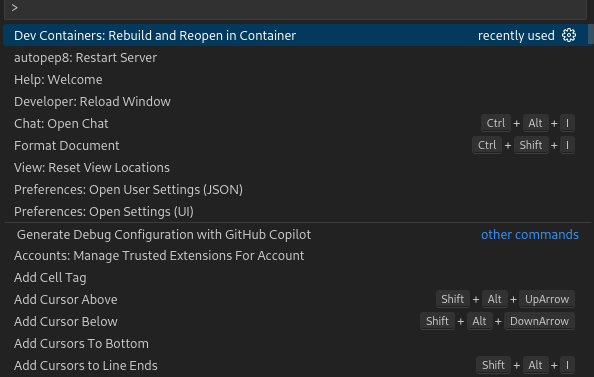 >
Dev Containers: Rebuild and Reopen in Container recently used
autopep8: Restart Server
Help: Welcome
Developer: Reload Window
Chat: Open Chat Ctrl + Alt + I
Format Document Ctrl + Shift + I
View: Reset View Locations
Preferences: Open User Settings (JSON)
Preferences: Open Settings (UI)
Generate Debug Configuration with GitHub Copilot other commands
Accounts: Manage Trusted Extensions For Account
Add Cell Tag
Add Cursor Above Shift + Alt + UpArrow
Add Cursor Below Shift + Alt + DownArrow
Add Cursors To Bottom
Add Cursors to Line Ends Shift + Alt + I